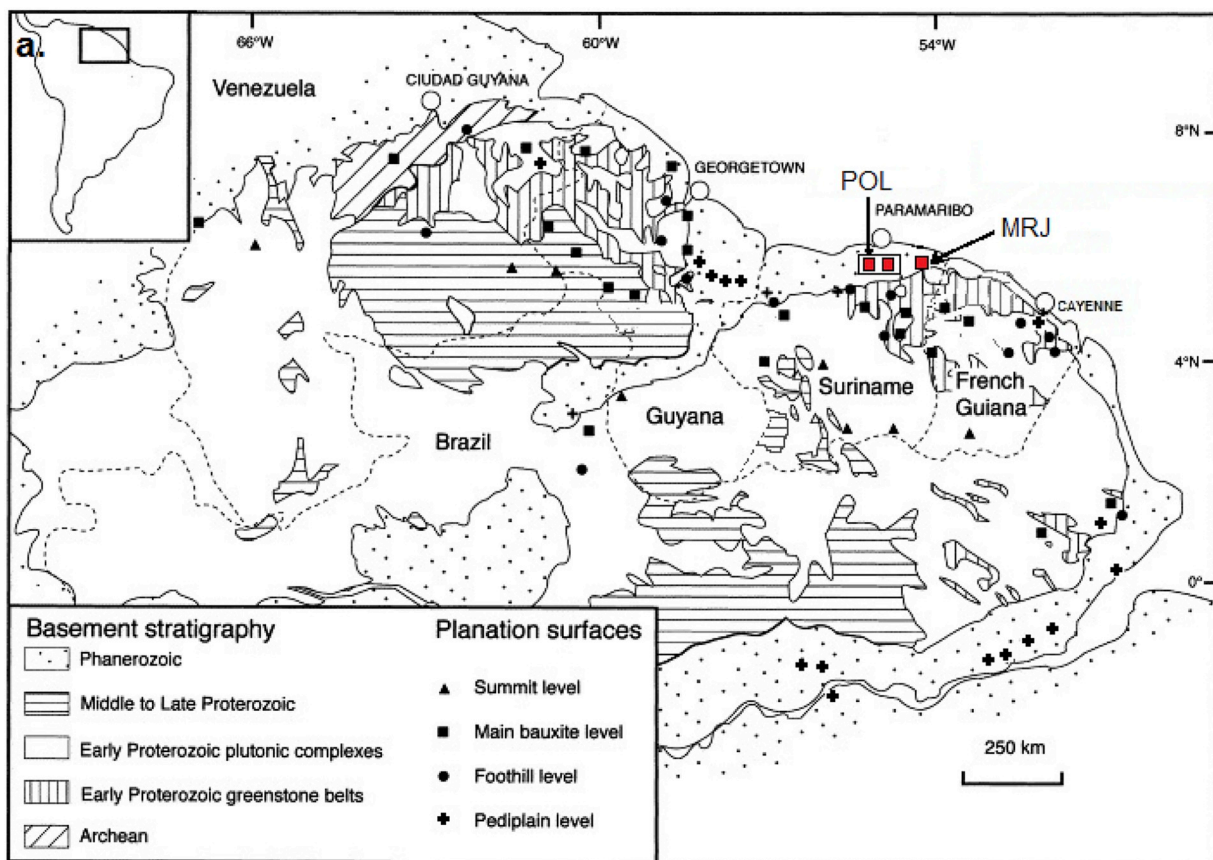 a.
66°W
60°W
54°W
Venezuela
CIUDAD GUYANA
8°N
GEORGETOWN
POL
PARAMARIBO
MRJ
CAYENNE
4°N
Suriname
French
Guiana
Guyana
Brazil
0°
Basement stratigraphy
Phanerozoic
Middle to Late Proterozoic
Early Proterozoic plutonic complexes
Early Proterozoic greenstone belts
Archean
Planation surfaces
Summit level
Main bauxite level
Foothill level
Pediplain level
250 km